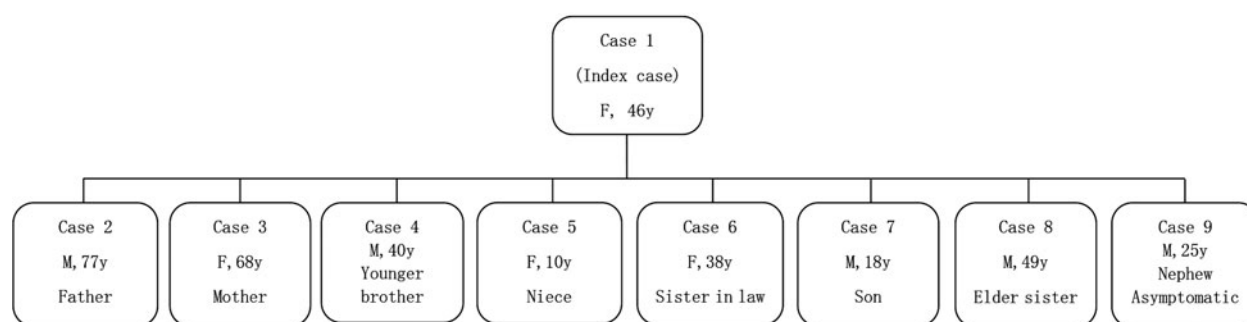 Case 1
(Index case)
F, 46y
Case 2
M,77y
Father
Case 3
F,68y
Mother
Case 4
M,40y
Younger
brother
Case 5
F,10y
Niece
Case 6
F,38y
Sister in law
Case 7
M,18y
Son
Case 8
M,49y
Elder sister
Case 9
M,25y
Nephew
Asymptomatic